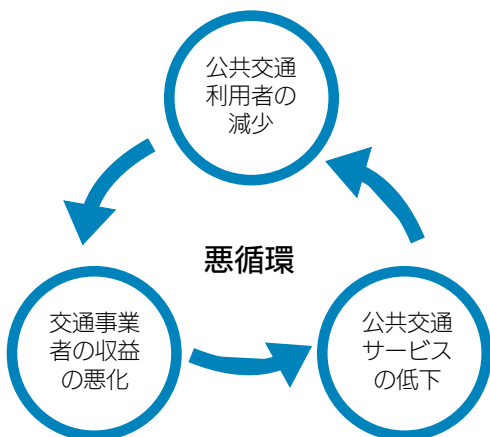 公共交通
利用者の
減少
悪循環
交通事業
者の収益
の悪化
公共交通
サービス
の低下